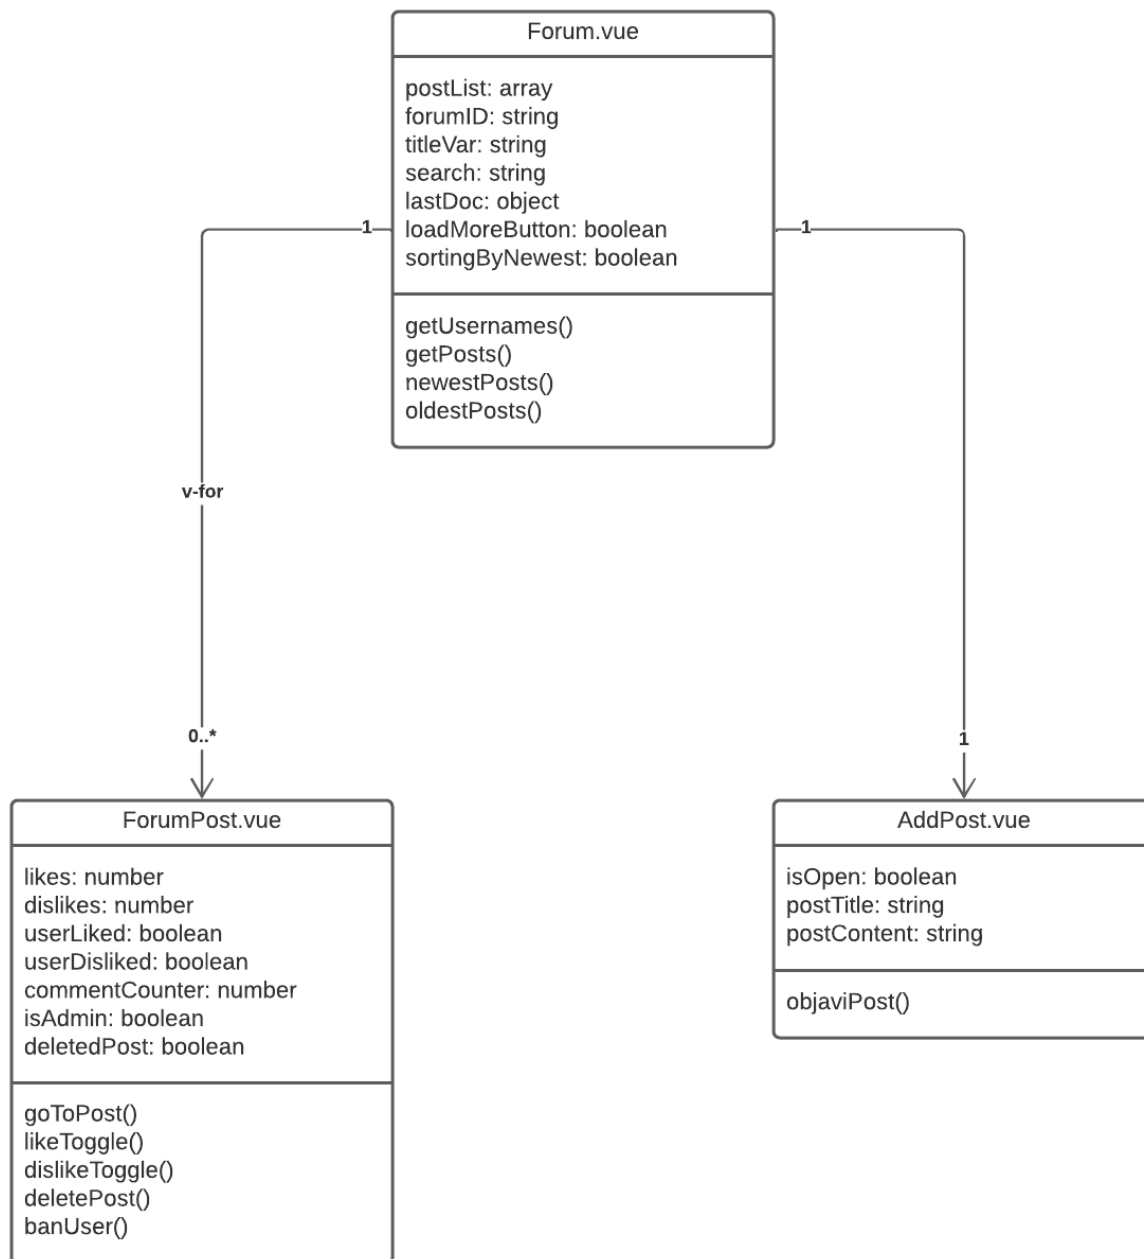 Forum.vue
postList: array
forumID: string
titleVar: string
search: string
lastDoc: object
loadMoreButton: boolean
sortingByNewest: boolean
getUsernames()
getPosts()
newestPosts()
oldestPosts()
1
1
v-for
0..*
1
ForumPost.vue
likes: number
dislikes: number
userLiked: boolean
userDisliked: boolean
commentCounter: number
isAdmin: boolean
deletedPost: boolean
goToPost()
likeToggle()
dislikeToggle()
deletePost()
banUser()
AddPost.vue
isOpen: boolean
postTitle: string
postContent: string
objaviPost()